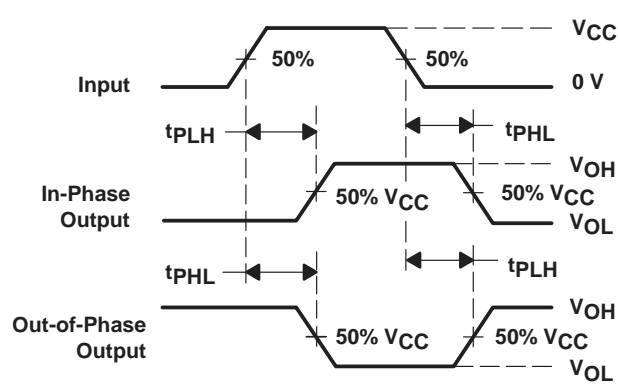 VCC
50%
50%
Input
0 V
tPLH
tPHL
VOH
In-Phase
Output
50% VCC
50% VCC
VOL
tPHL
tPLH
VOH
Out-of-Phase
Output
50% VCC
50% VCC
VOL